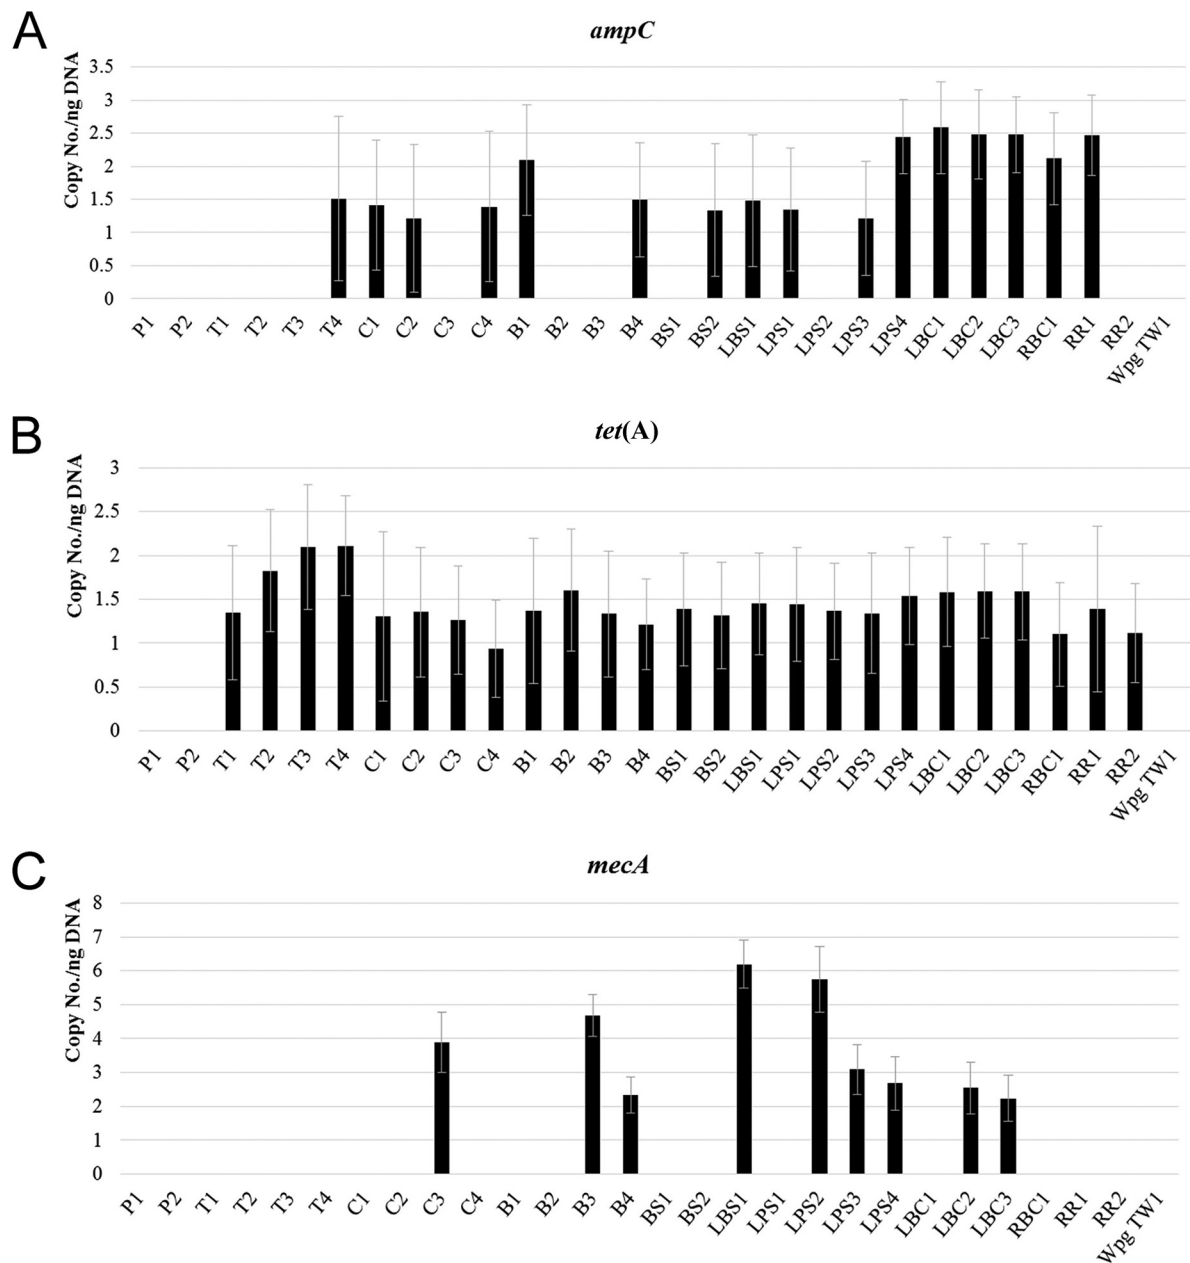 A
ampC
Copy No./ng DNA
3.5
3
2.5
2
1.5
1
0.5
0
P1 P2 T1 T2 T3 T4 C1 C2 C3 C4 B1 B2 B3 B4 BS1 BS2 LBS1 LPS1 LPS2 LPS3 LPS4 LBC1 LBC2 LBC3 RBC1 RR1 RR2 Wpg TW1
B
tet(A)
Copy No./ng DNA
3
2.5
2
1.5
1
0.5
0
P1 P2 T1 T2 T3 T4 C1 C2 C3 C4 B1 B2 B3 B4 BS1 BS2 LBS1 LPS1 LPS2 LPS3 LPS4 LBC1 LBC2 LBC3 RBC1 RR1 RR2 Wpg TW1
C
mecA
Copy No./ng DNA
8
7
6
5
4
3
2
1
0
P1 P2 T1 T2 T3 T4 C1 C2 C3 C4 B1 B2 B3 B4 BS1 BS2 LBS1 LPS1 LPS2 LPS3 LPS4 LBC1 LBC2 LBC3 RBC1 RR1 RR2 Wpg TW1